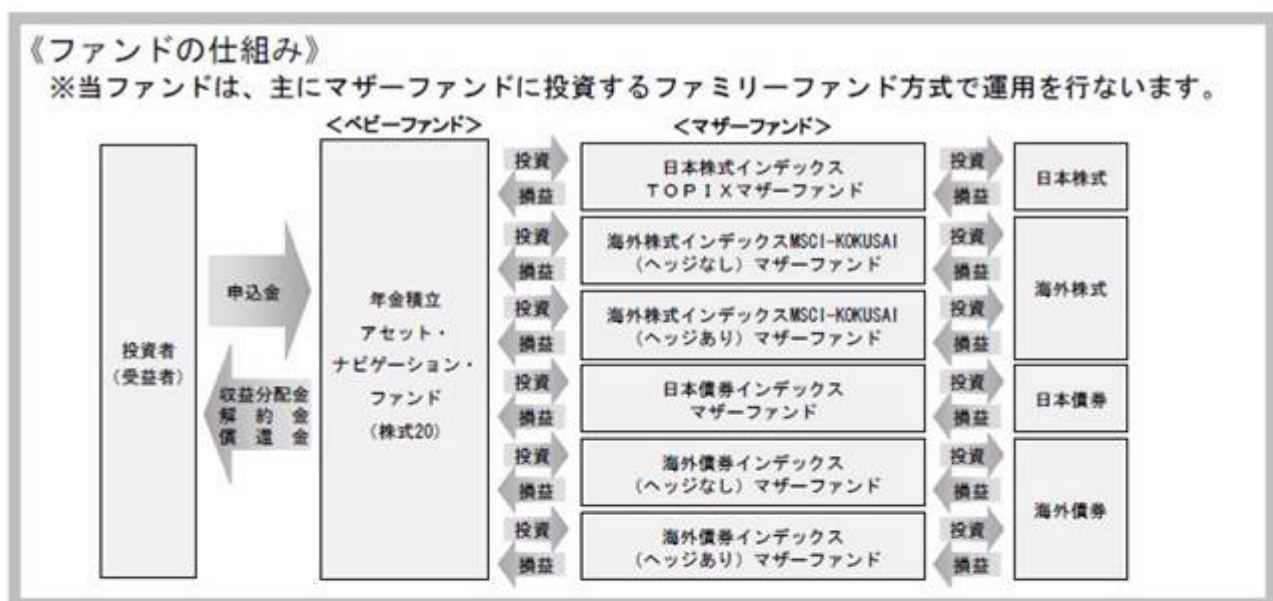 《ファンドの仕組み》
※当ファンドは、主にマザーファンドに投資するファミリーファンド方式で運用を行ないます。
＜ベビーファンド＞
＜マザーファンド＞
投資者
（受益者）
申込金
収益分配金
解約金
償還金
年金積立
アセット・
ナビゲーション・
ファンド
（株式20）
投資
損益
日本株式インデックス
ＴＯＰＩＸマザーファンド
投資
損益
日本株式
投資
損益
海外株式インデックスMSCI-KOKUSAI
（ヘッジなし）マザーファンド
投資
損益
投資
損益
海外株式インデックスMSCI-KOKUSAI
（ヘッジあり）マザーファンド
投資
損益
海外株式
投資
損益
日本債券インデックス
マザーファンド
投資
損益
日本債券
投資
損益
海外債券インデックス
（ヘッジなし）マザーファンド
投資
損益
投資
損益
海外債券インデックス
（ヘッジあり）マザーファンド
投資
損益
海外債券